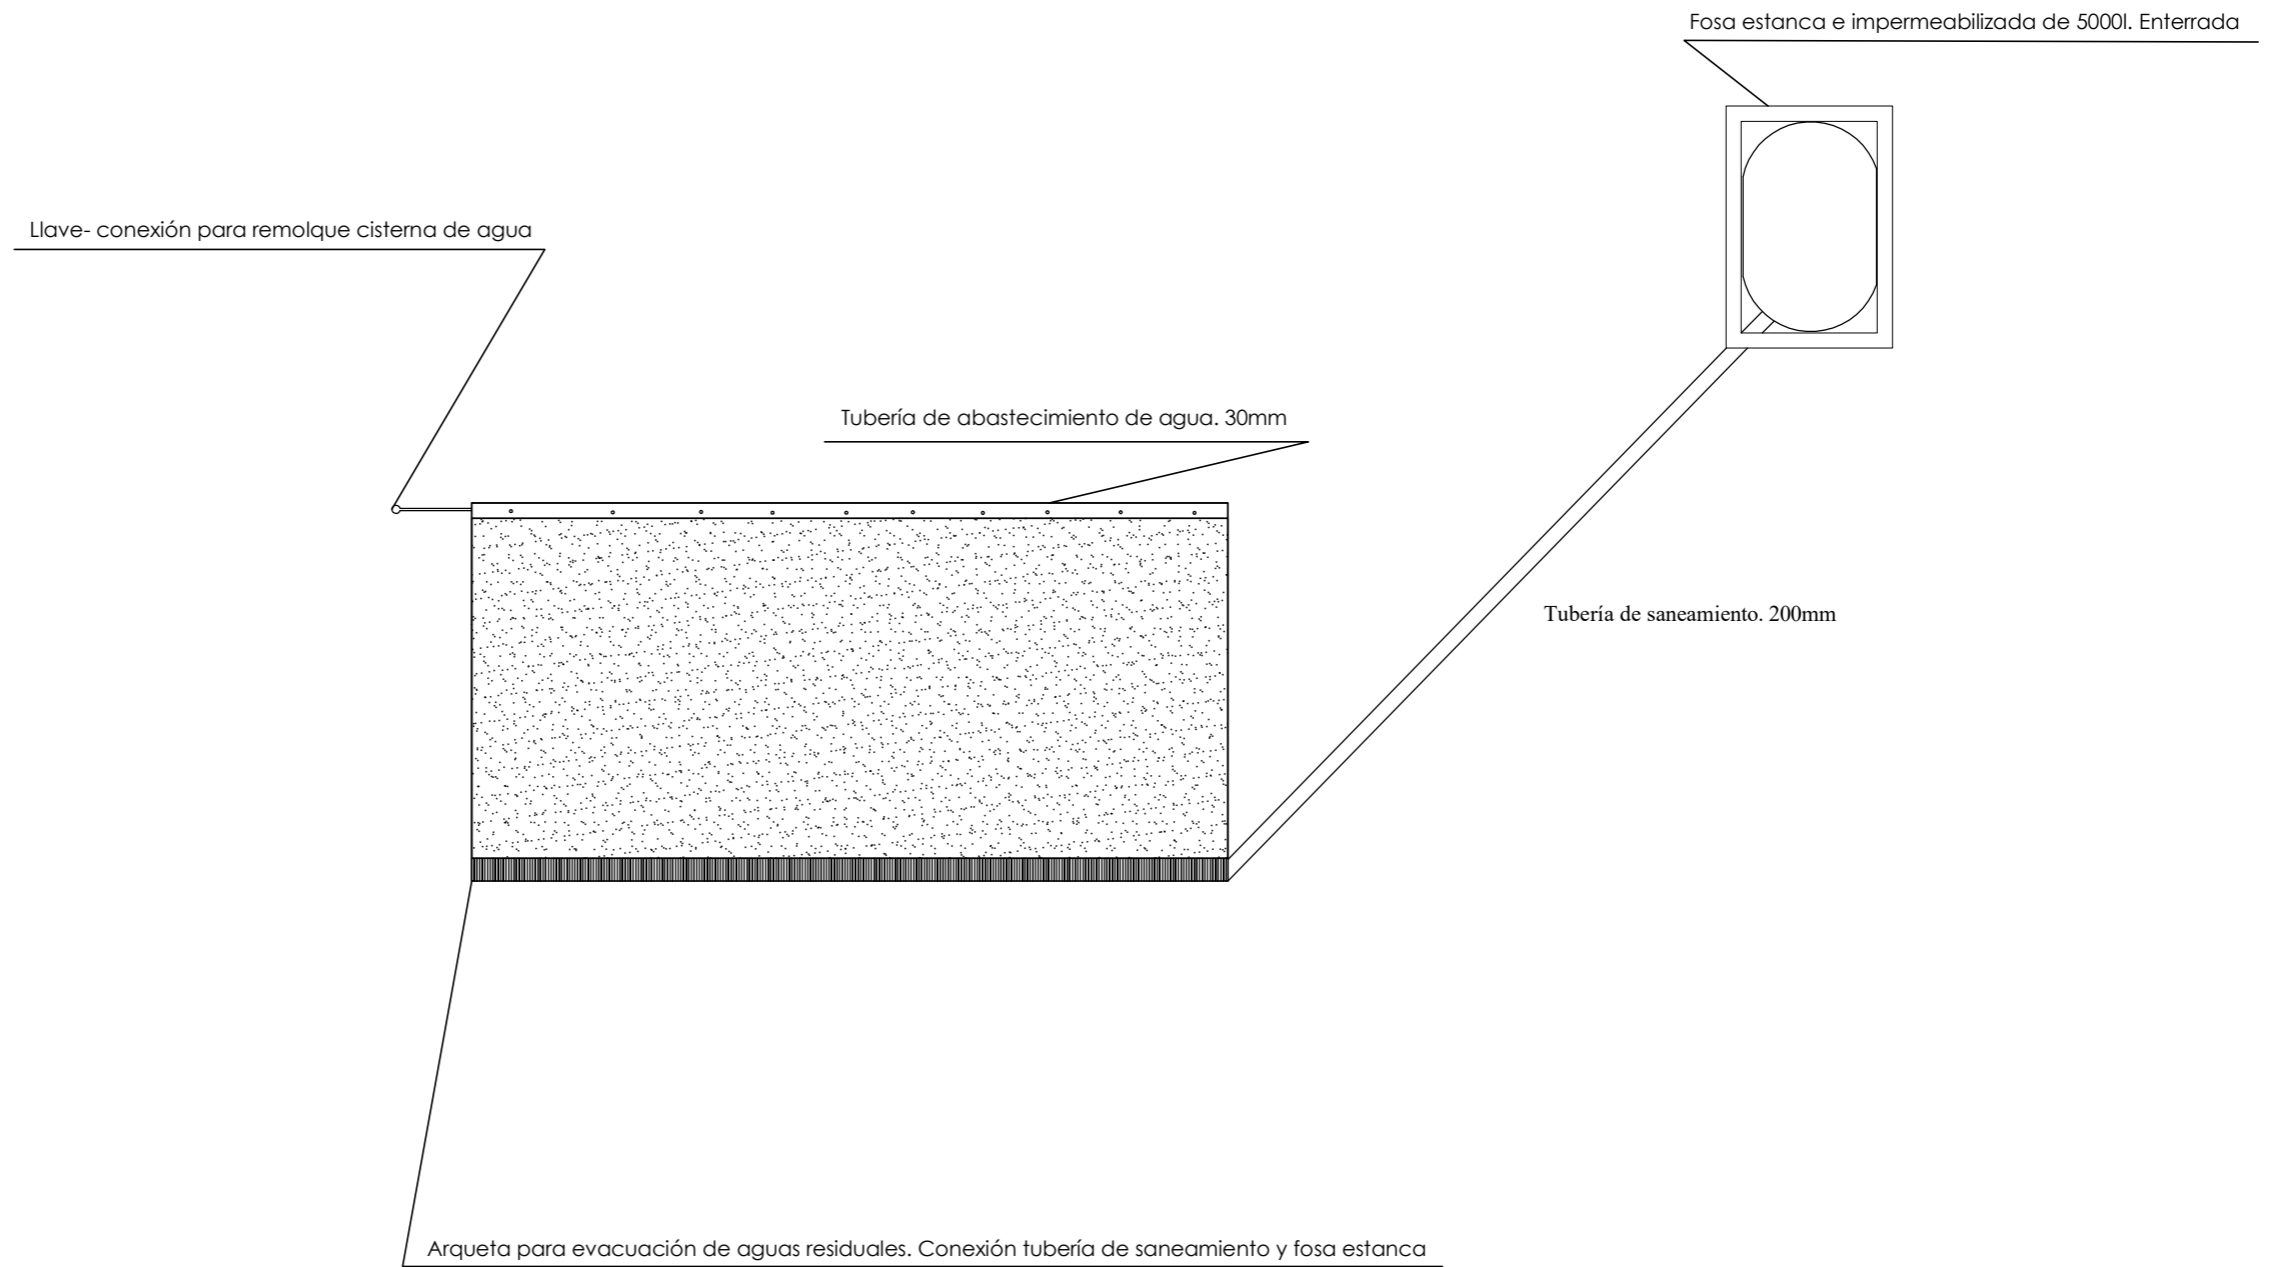 Fosa estanca e impermeabilizada de 5000l. Enterrada
Llave- conexión para remolque cisterna de agua
Tubería de abastecimiento de agua. 30mm
Tubería de saneamiento. 200mm
Arqueta para evacuación de aguas residuales. Conexión tubería de saneamiento y fosa estanca